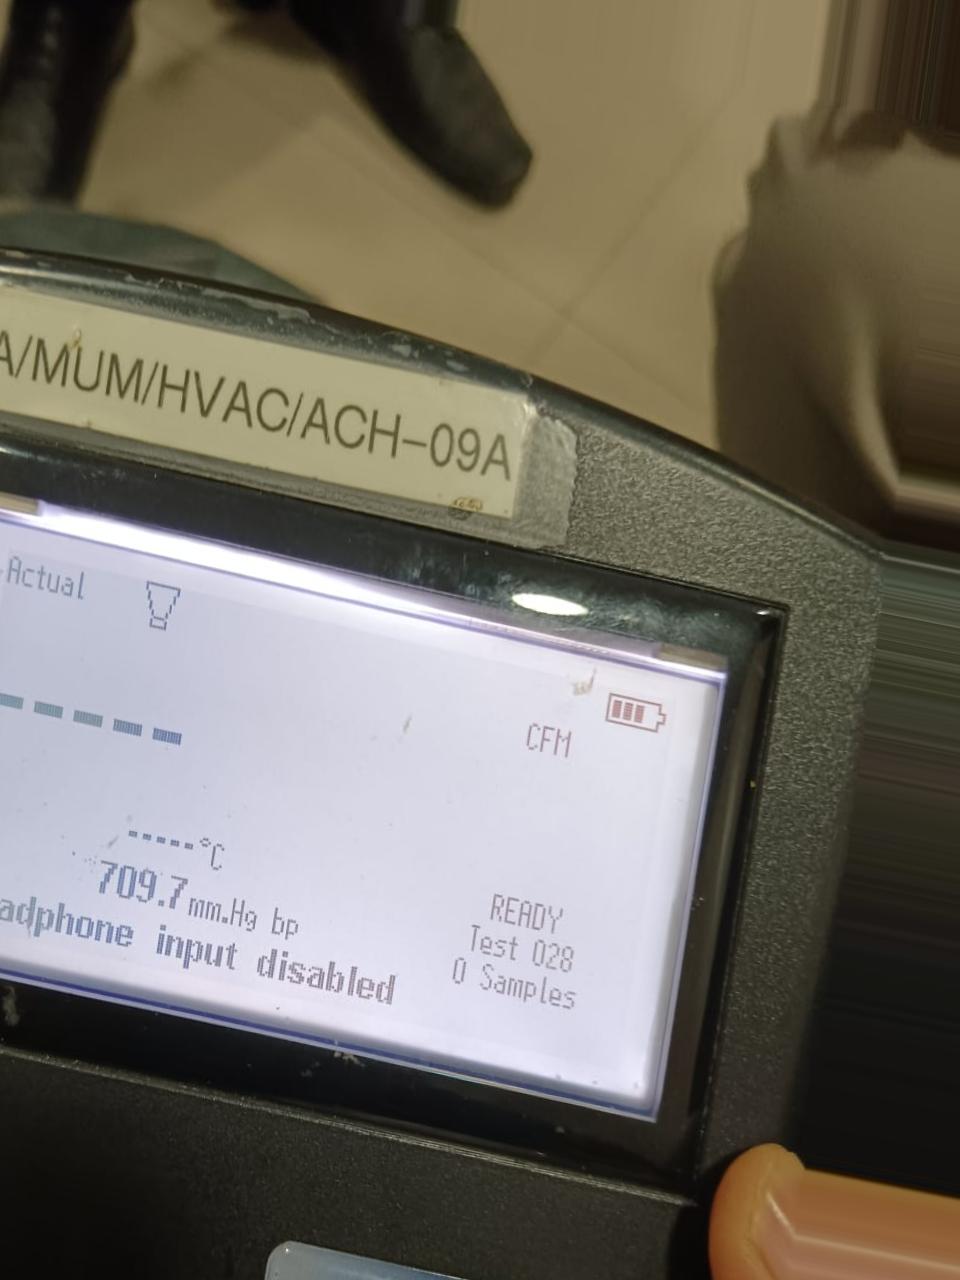 A/MUM/HVAC/ACH-09A
Actual
-----
CFM
-----°C
709.7 mm.Hg bp
adphone input disabled
READY
Test 028
0 Samples